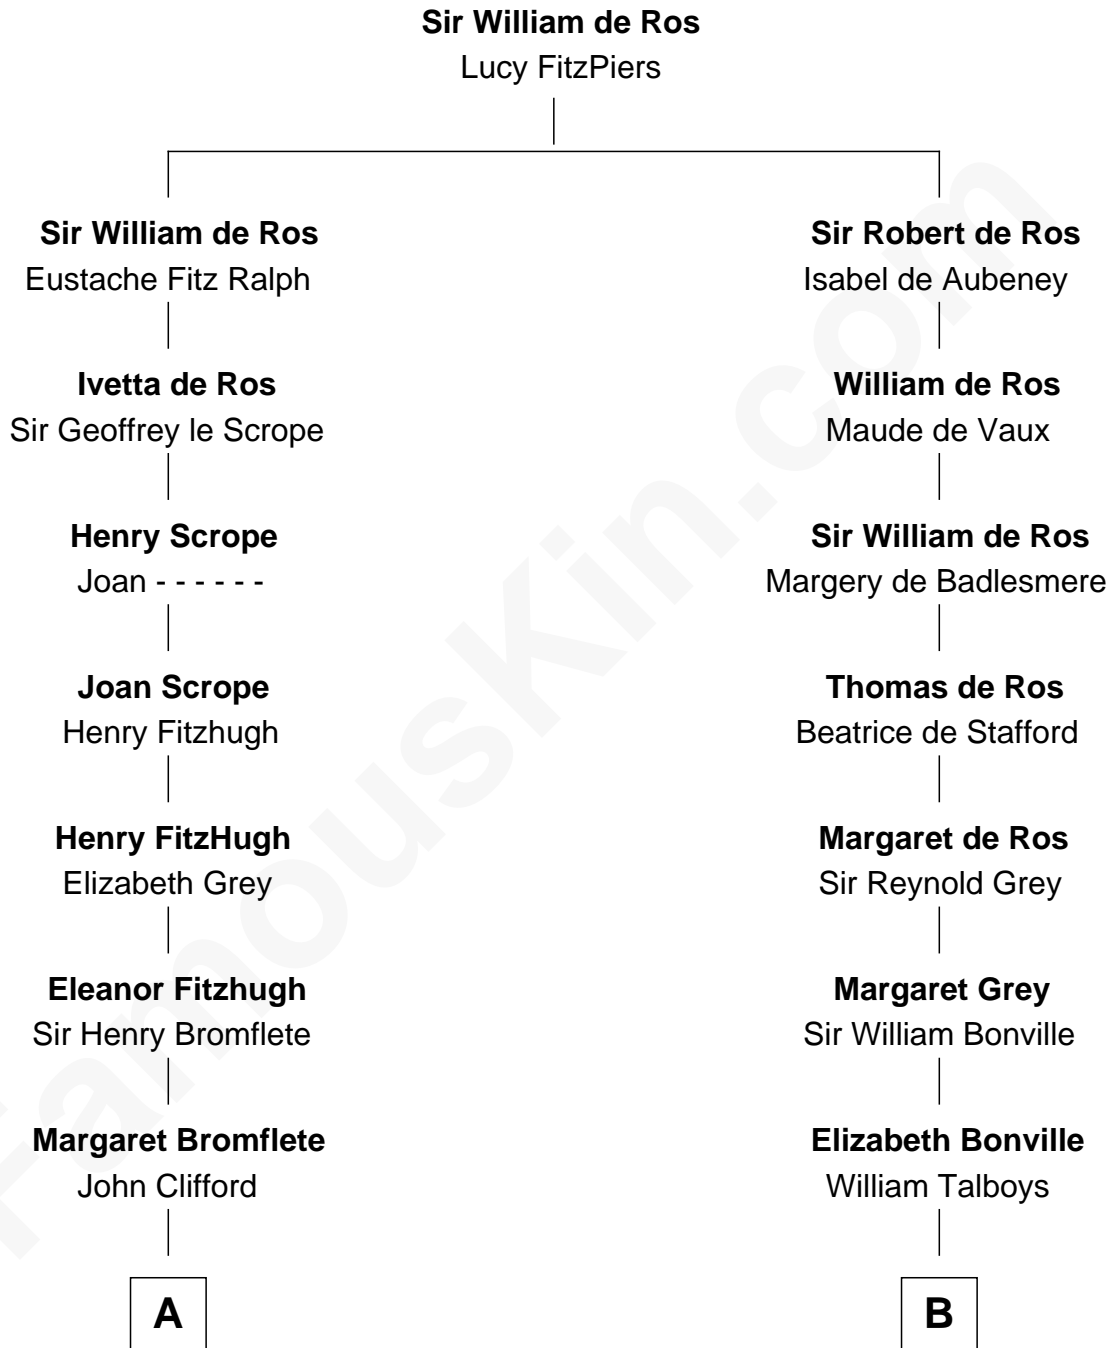 Sir William de Ros
Lucy FitzPiers
Sir William de Ros
Eustache Fitz Ralph
Sir Robert de Ros
Isabel de Aubeney
Ivetta de Ros
Sir Geoffrey le Scrope
William de Ros
Maude de Vaux
Henry Scrope
Joan - - - - - -
Sir William de Ros
Margery de Badlesmere
Joan Scrope
Henry Fitzhugh
Thomas de Ros
Beatrice de Stafford
Henry FitzHugh
Elizabeth Grey
Margaret de Ros
Sir Reynold Grey
Eleanor Fitzhugh
Sir Henry Bromflete
Margaret Grey
Sir William Bonville
Margaret Bromflete
John Clifford
Elizabeth Bonville
William Talboys
A
B
FamousKin.com